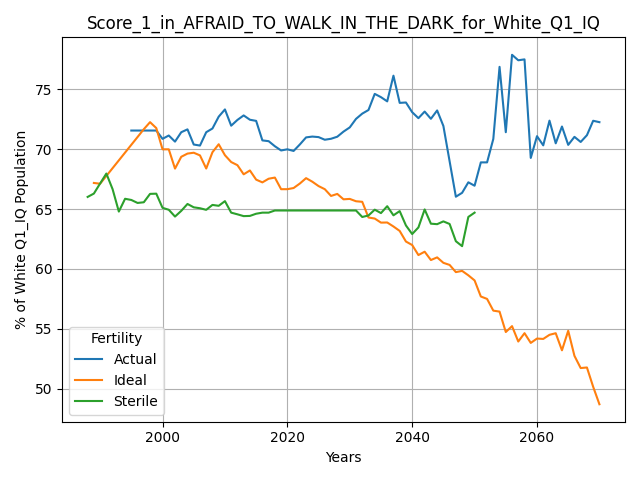 Score_1_in_AFRAID_TO_WALK_IN_THE_DARK_for_White_Q1_IQ
% of White Q1_IQ Population
75
70
65
60
55
50
Fertility
Actual
Ideal
Sterile
2000
2020
2040
2060
Years